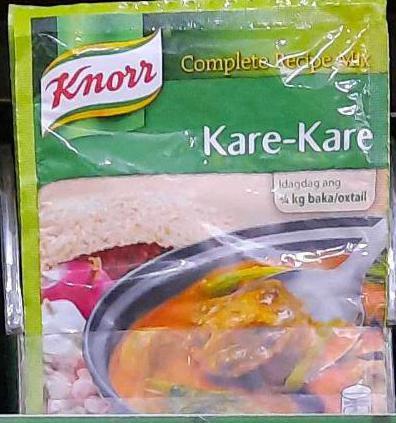 Knorr
Complete Recipe Mix
Kare-Kare
Idagdag ang
¼ kg baka/oxtail